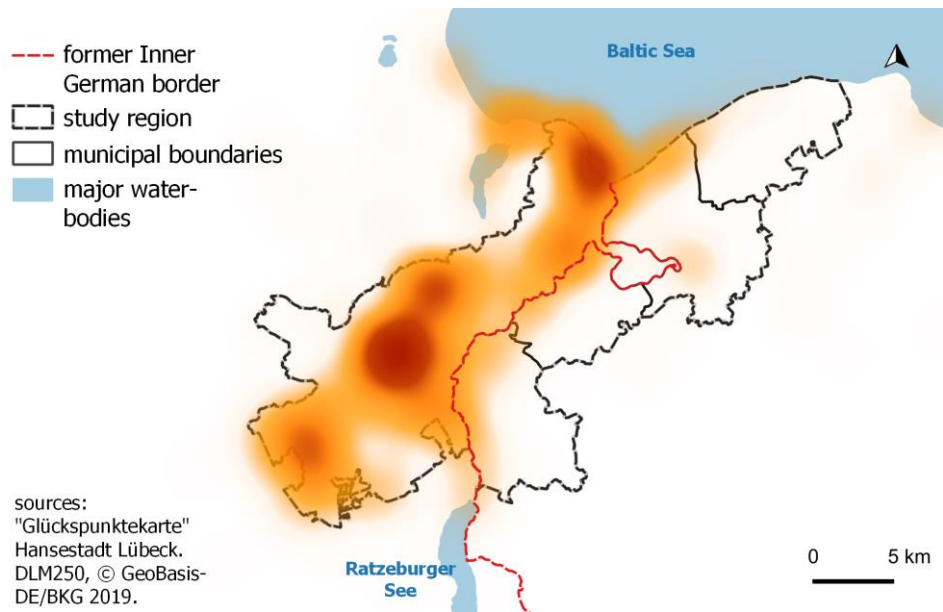 former Inner
German border
study region
municipal boundaries
major water-
bodies
Baltic Sea
sources:
"Glückspunktekarte"
Hansestadt Lübeck.
DLM250, © GeoBasis-
DE/BKG 2019.
Ratzeburger
See
0 5 km